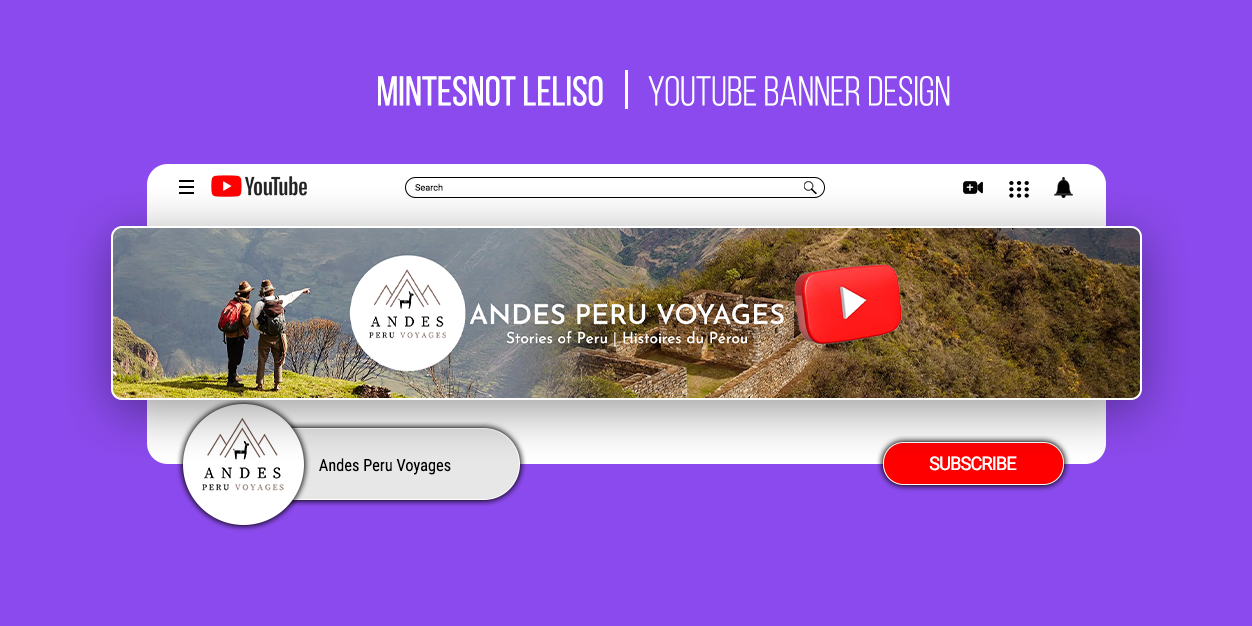 MINTESNOT LELISO | YOUTUBE BANNER DESIGN
YouTube
Search
ANDES
PERU VOYAGES
ANDES PERU VOYAGES
Stories of Peru | Histoires du Pérou
ANDES
PERU VOYAGES
Andes Peru Voyages
SUBSCRIBE